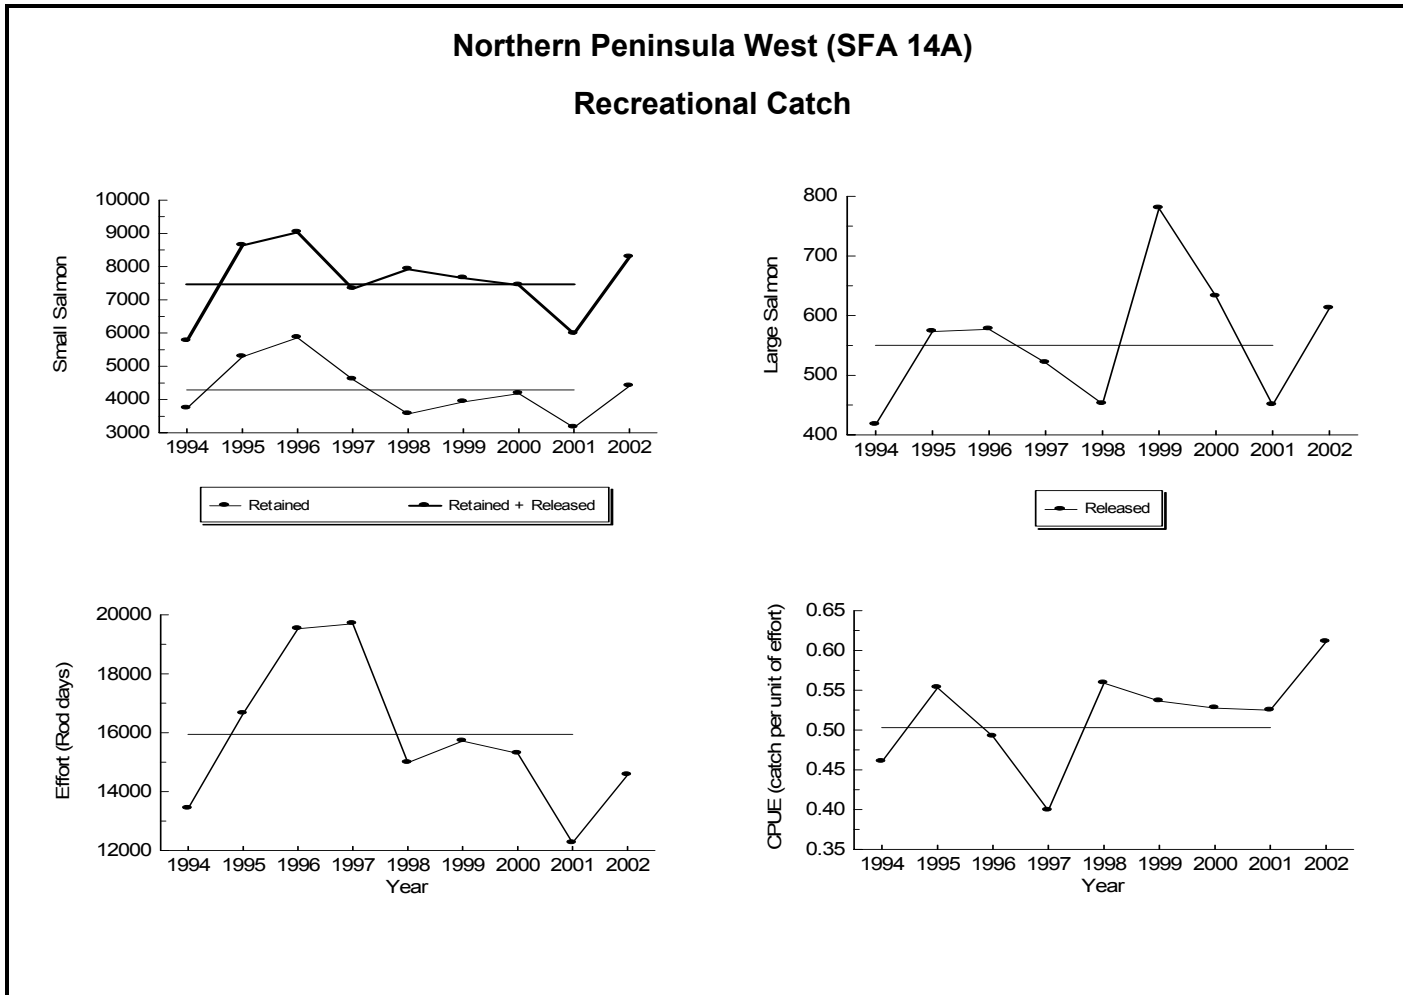 Northern Peninsula West (SFA 14A)
Recreational Catch
Small Salmon
10000
9000
8000
7000
6000
5000
4000
3000
1994 1995 1996 1997 1998 1999 2000 2001 2002
Retained Retained + Released
Large Salmon
800
700
600
500
400
1994 1995 1996 1997 1998 1999 2000 2001 2002
Released
Effort (Rod days)
20000
18000
16000
14000
12000
1994 1995 1996 1997 1998 1999 2000 2001 2002
Year
CPUE (catch per unit of effort)
0.65
0.60
0.55
0.50
0.45
0.40
0.35
1994 1995 1996 1997 1998 1999 2000 2001 2002
Year